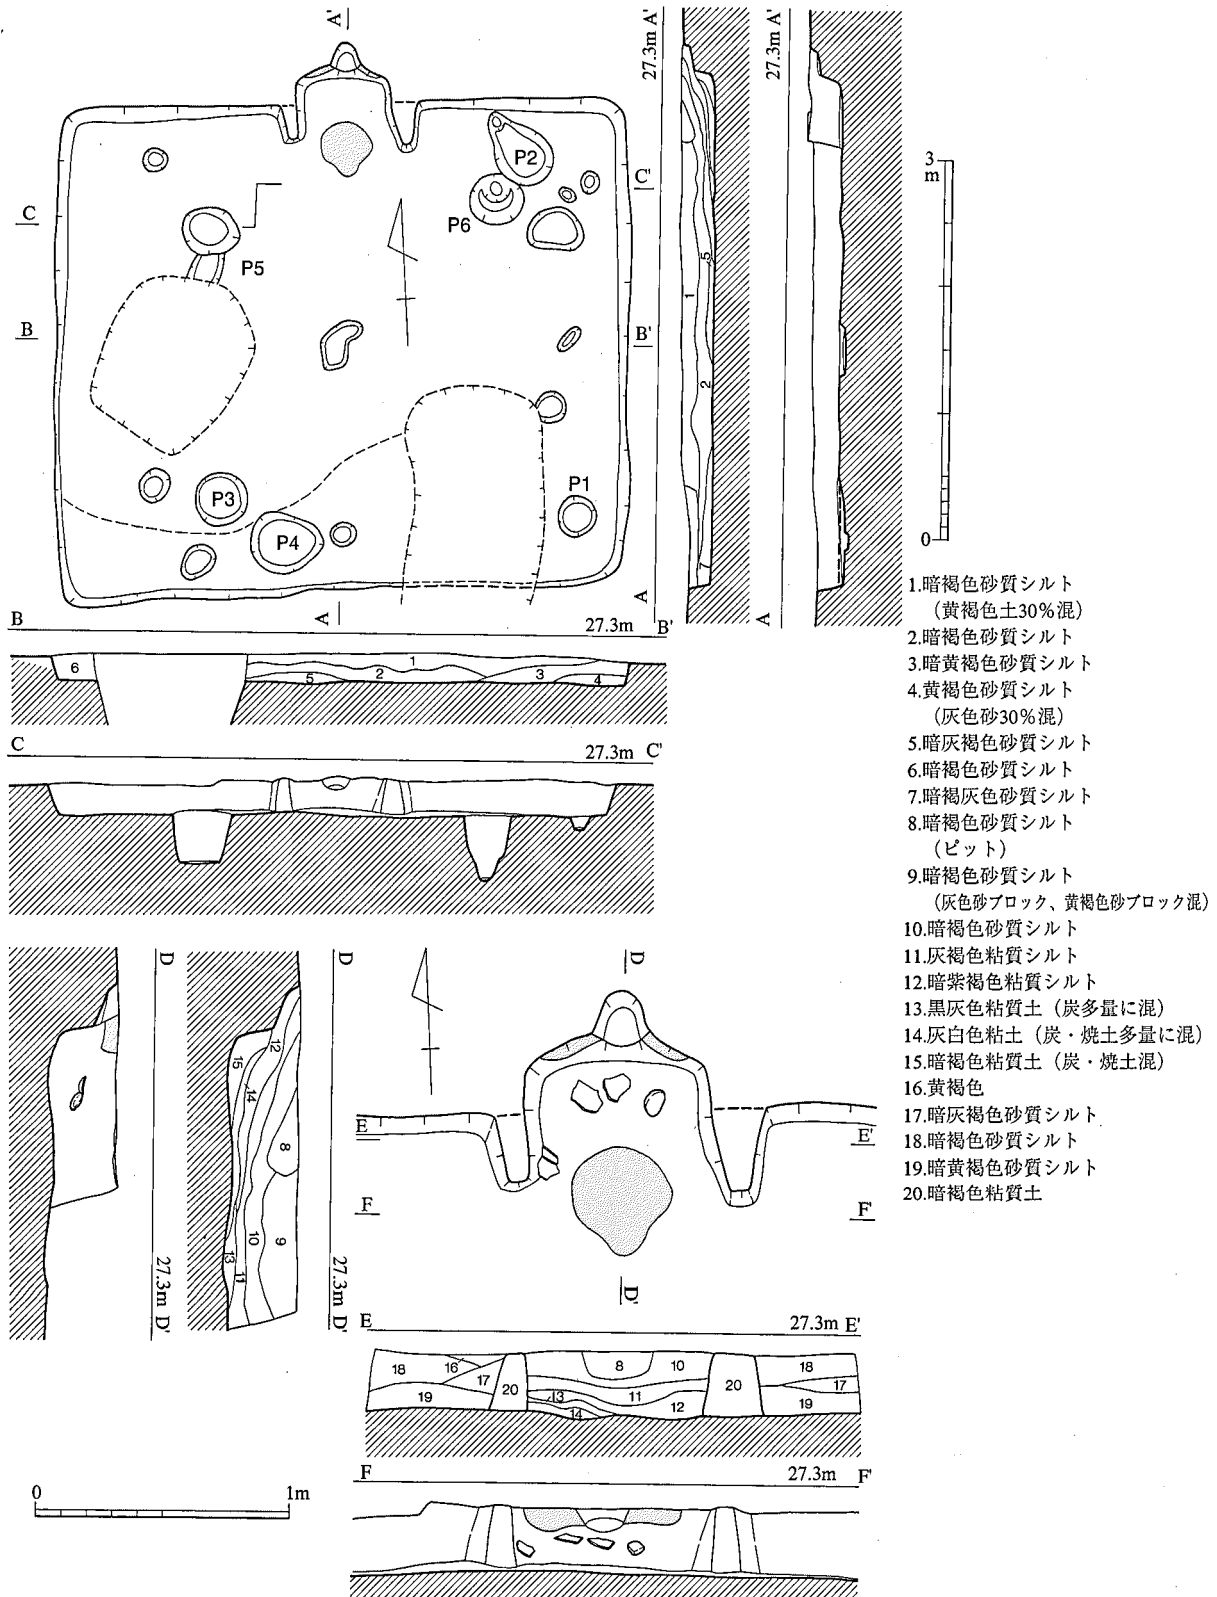 A'
27.3m A'
27.3m A'
P2
C'
3
m
C
P6
P5
5
1
B
B'
2
P1
P3
P4
7
0
A
A
A
B
27.3m B'
6
1
5
2
3
4
C
27.3m C'
1.暗褐色砂質シルト
(黄褐色土30%混)
2.暗褐色砂質シルト
3.暗黄褐色砂質シルト
4.黄褐色砂質シルト
(灰色砂30%混)
5.暗灰褐色砂質シルト
6.暗褐色砂質シルト
7.暗褐灰色砂質シルト
8.暗褐色砂質シルト
(ピット)
9.暗褐色砂質シルト
(灰色砂ブロック、黄褐色砂ブロック混)
10.暗褐色砂質シルト
11.灰褐色粘質シルト
12.暗紫褐色粘質シルト
13.黒灰色粘質土(炭多量に混)
14.灰白色粘土(炭・焼土多量に混)
15.暗褐色粘質土(炭・焼土混)
16.黄褐色
17.暗灰褐色砂質シルト
18.暗褐色砂質シルト
19.暗黄褐色砂質シルト
20.暗褐色粘質土
D
D
D
12
15
14
8
10
9
13
11
27.3m D'
27.3m D'
E
E'
F
F'
D'
E
27.3m E'
18
16
17
19
20
8
10
13
11
12
14
20
18
17
19
F
27.3m F'
0
1m